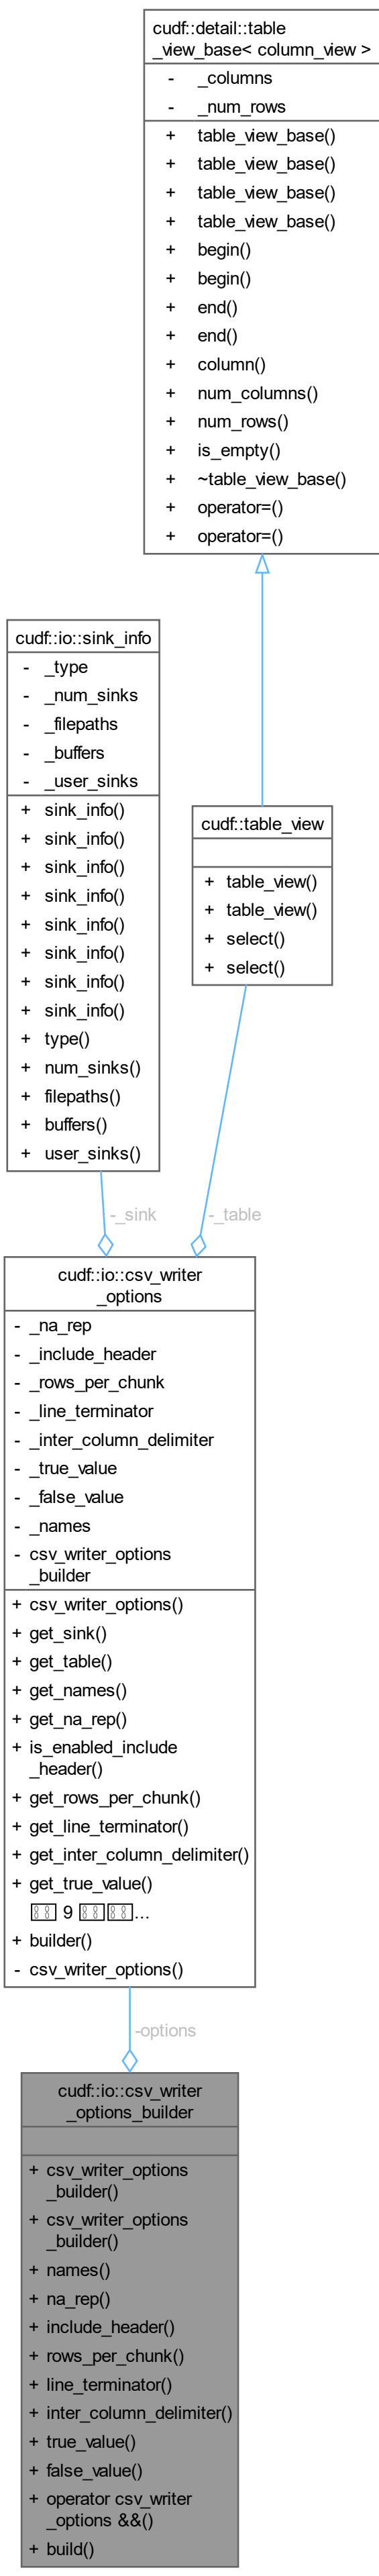 cudf::detail::table
_view_base< column_view >
- _columns
- _num_rows
+ table_view_base()
+ table_view_base()
+ table_view_base()
+ table_view_base()
+ begin()
+ begin()
+ end()
+ end()
+ column()
+ num_columns()
+ num_rows()
+ is_empty()
+ ~table_view_base()
+ operator=()
+ operator=()
cudf::io::sink_info
- _type
- _num_sinks
- _filepaths
- _buffers
- _user_sinks
+ sink_info()
+ sink_info()
+ sink_info()
+ sink_info()
+ sink_info()
+ sink_info()
+ sink_info()
+ sink_info()
+ type()
+ num_sinks()
+ filepaths()
+ buffers()
+ user_sinks()
cudf::table_view
+ table_view()
+ table_view()
+ select()
+ select()
-_sink
-_table
cudf::io::csv_writer
_options
- _na_rep
- _include_header
- _rows_per_chunk
- _line_terminator
- _inter_column_delimiter
- _true_value
- _false_value
- _names
- csv_writer_options
_builder
+ csv_writer_options()
+ get_sink()
+ get_table()
+ get_names()
+ get_na_rep()
+ is_enabled_include
_header()
+ get_rows_per_chunk()
+ get_line_terminator()
+ get_inter_column_delimiter()
+ get_true_value()
9 ...
+ builder()
- csv_writer_options()
-options
cudf::io::csv_writer
_options_builder
+ csv_writer_options
_builder()
+ csv_writer_options
_builder()
+ names()
+ na_rep()
+ include_header()
+ rows_per_chunk()
+ line_terminator()
+ inter_column_delimiter()
+ true_value()
+ false_value()
+ operator csv_writer
_options &&()
+ build()